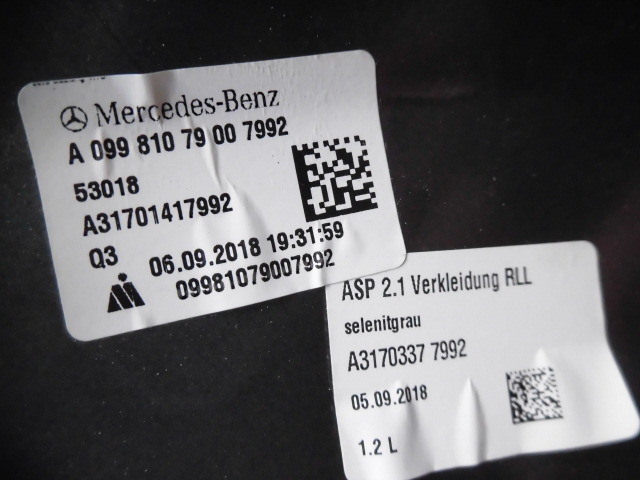 Mercedes-Benz
A 099 810 79 00 7992
53018
A31701417992
Q3
06.09.2018 19:31:59
09981079007992
ASP 2.1 Verkleidung RLL
selenitgrau
A3170337 7992
05.09.2018
1.2 L